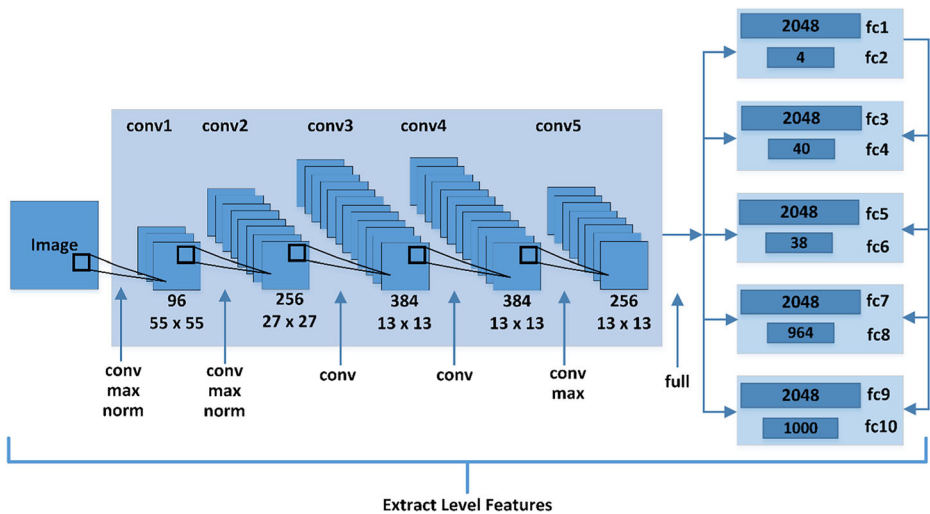 2048 fc1
4 fc2
conv1 conv2 conv3 conv4 conv5
2048 fc3
40 fc4
2048 fc5
38 fc6
Image
96 256 384 384 256
55 x 55 27 x 27 13 x 13 13 x 13 13 x 13
2048 fc7
964 fc8
conv
max
norm
conv
max
norm
conv
conv
conv
max
full
2048 fc9
1000 fc10
Extract Level Features